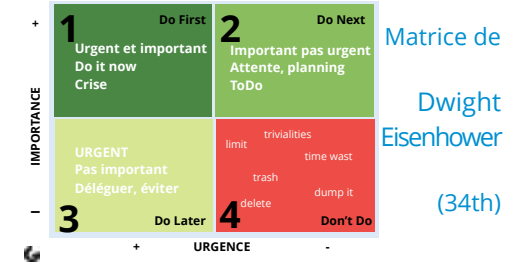 +
1 Do First
Urgent et important
Do it now
Crise
2 Do Next
Important pas urgent
Attente, planning
ToDo
Matrice de
Dwight
Eisenhower
(34th)
IMPORTANCE
URGENT
Pas important
Déléguer, éviter
3 Do Later
trivialities
limit
time wast
trash
dump it
delete
4 Don't Do
–
+ URGENCE -